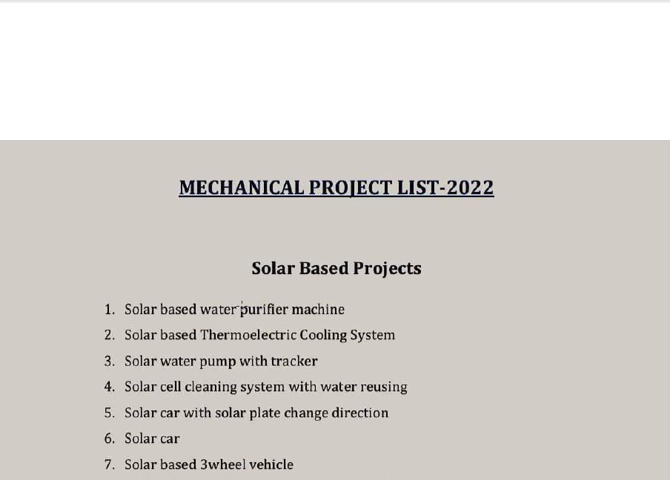 MECHANICAL PROJECT LIST-2022
Solar Based Projects
1. Solar based water purifier machine
2. Solar based Thermoelectric Cooling System
3. Solar water pump with tracker
4. Solar cell cleaning system with water reusing
5. Solar car with solar plate change direction
6. Solar car
7. Solar based 3wheel vehicle